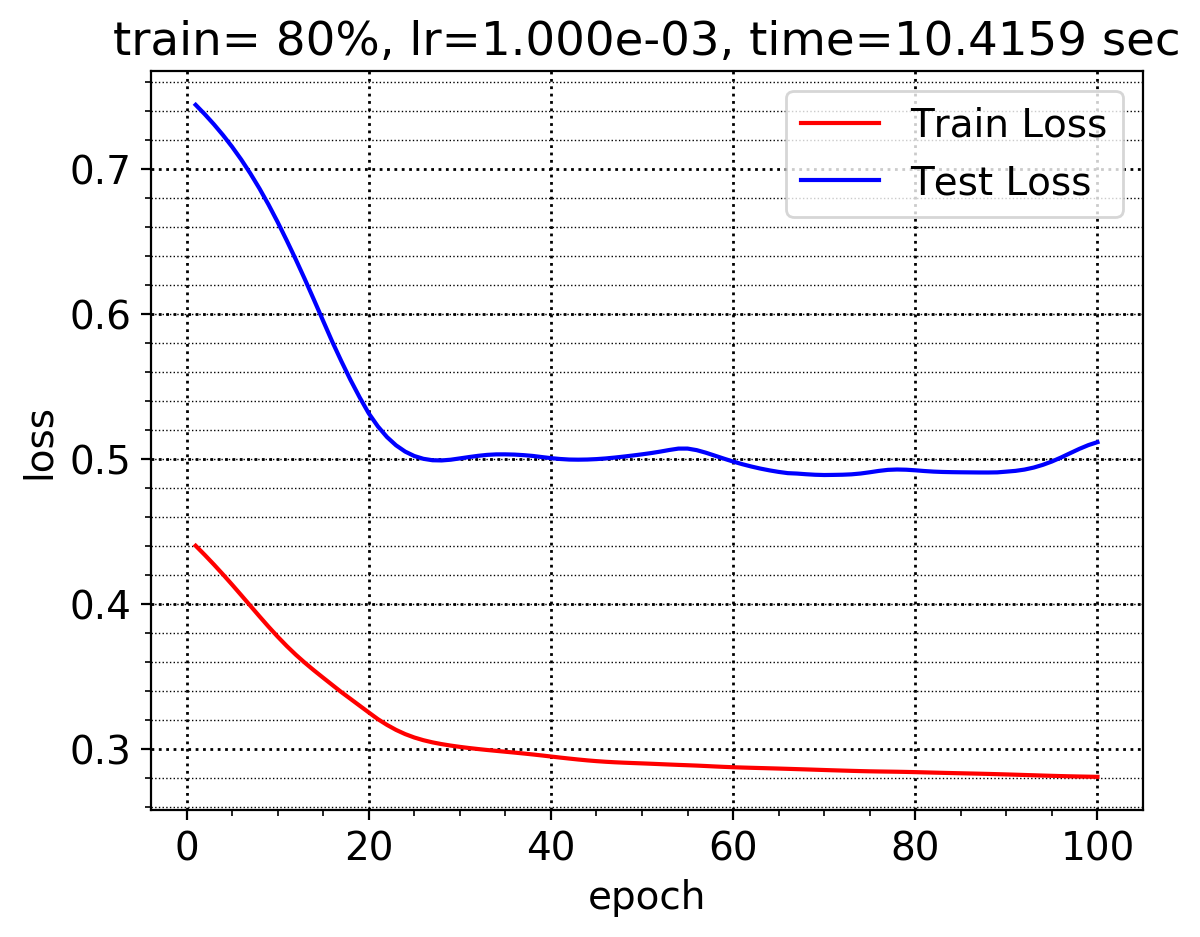 train= 80%, lr=1.000e-03, time=10.4159 sec
Train Loss
Test Loss
0.7
0.6
0.5
0.4
0.3
loss
0 20 40 60 80 100
epoch